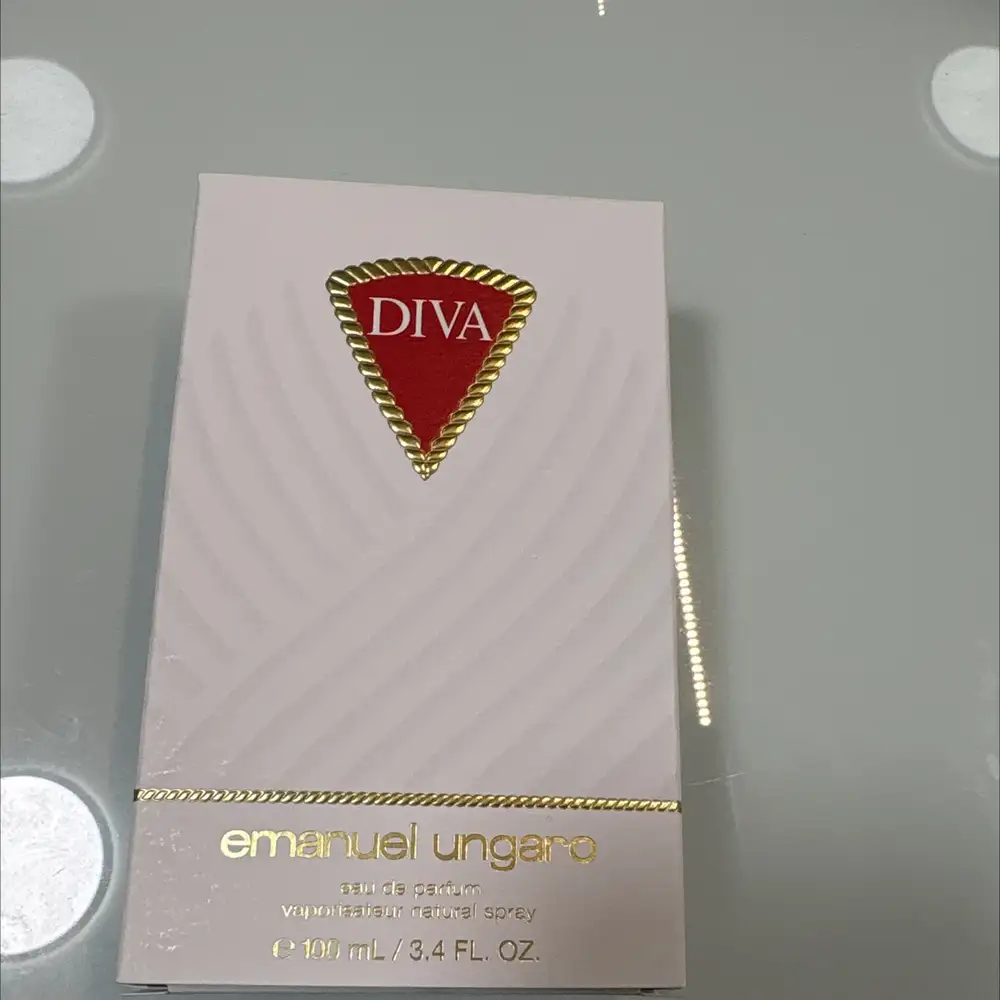 DIVA
emanuel ungaro
eau de parfum
vaporisateur natural spray
℮ 100 mL / 3.4 FL. OZ.